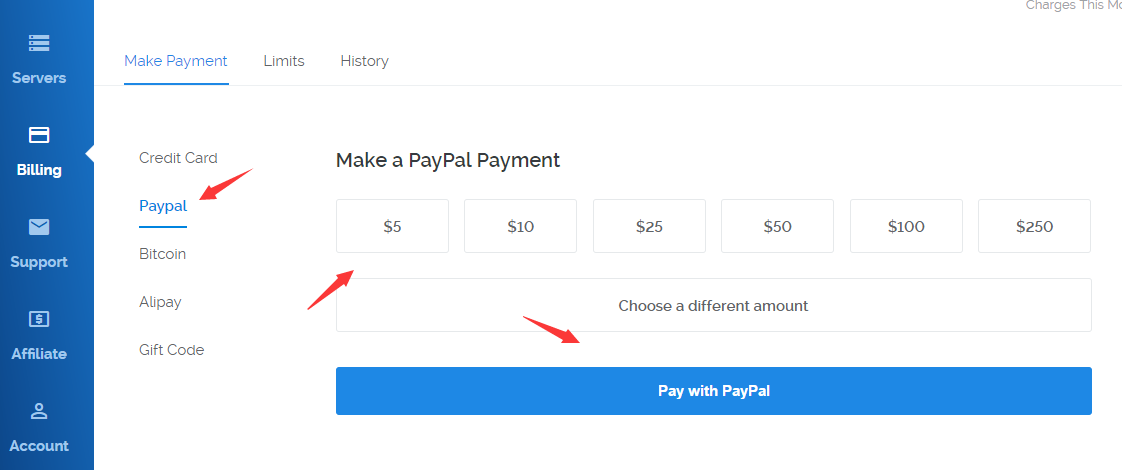 Charges This Mo
Servers
Billing
Support
Affiliate
Account
Make Payment Limits History
Credit Card
Paypal
Bitcoin
Alipay
Gift Code
Make a PayPal Payment
$5 $10 $25 $50 $100 $250
Choose a different amount
Pay with PayPal